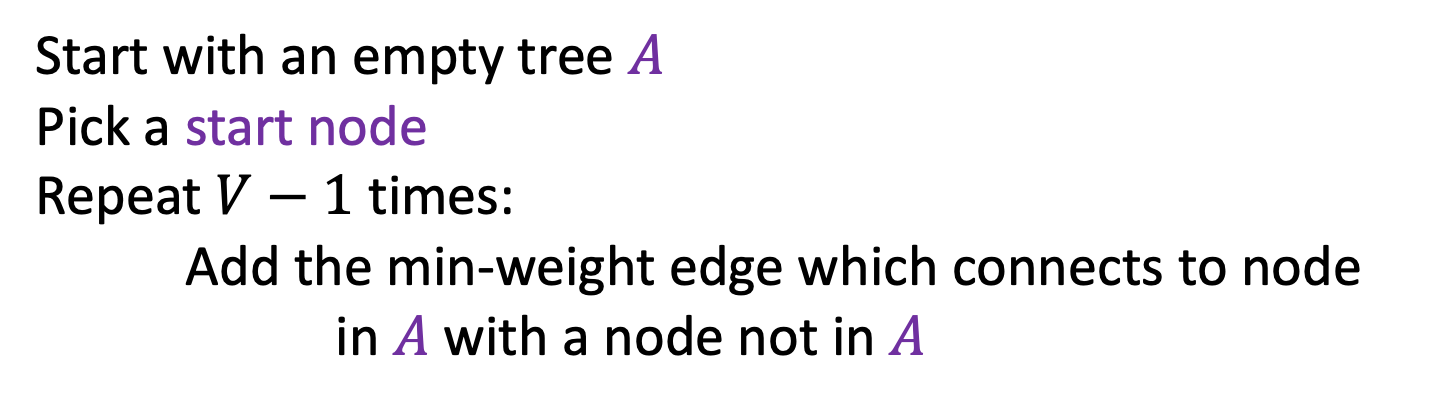 Start with an empty tree A
Pick a start node
Repeat V − 1 times:
Add the min-weight edge which connects to node
in A with a node not in A